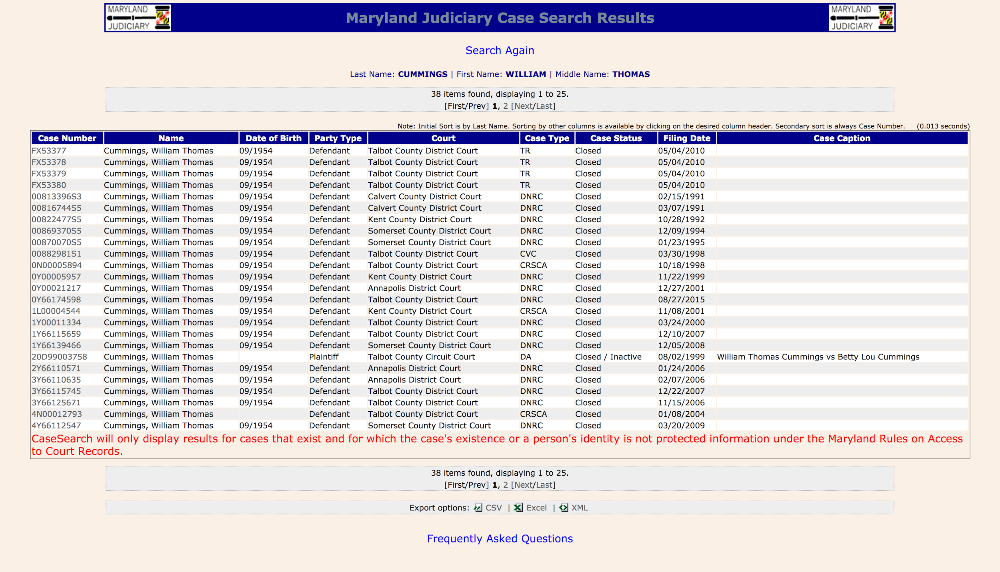 MARYLAND
JUDICIARY
Maryland Judiciary Case Search Results
MARYLAND
JUDICIARY
Search Again
Last Name: CUMMINGS | First Name: WILLIAM | Middle Name: THOMAS
38 items found, displaying 1 to 25.
[First/Prev] 1, 2 [Next/Last]
Note: Initial Sort is by Last Name. Sorting by other columns is available by clicking on the desired column header. Secondary sort is always Case Number. (0.013 seconds)
Case Number Name Date of Birth Party Type Court Case Type Case Status Filing Date Case Caption
FX53377 Cummings, William Thomas 09/1954 Defendant Talbot County District Court TR Closed 05/04/2010
FX53378 Cummings, William Thomas 09/1954 Defendant Talbot County District Court TR Closed 05/04/2010
FX53379 Cummings, William Thomas 09/1954 Defendant Talbot County District Court TR Closed 05/04/2010
FX53380 Cummings, William Thomas 09/1954 Defendant Talbot County District Court TR Closed 05/04/2010
00813396S3 Cummings, William Thomas 09/1954 Defendant Calvert County District Court DNRC Closed 02/15/1991
00816744S5 Cummings, William Thomas 09/1954 Defendant Calvert County District Court DNRC Closed 03/07/1991
00822477S5 Cummings, William Thomas 09/1954 Defendant Kent County District Court DNRC Closed 10/28/1992
00869370S5 Cummings, William Thomas 09/1954 Defendant Somerset County District Court DNRC Closed 12/09/1994
00870070S5 Cummings, William Thomas 09/1954 Defendant Somerset County District Court DNRC Closed 01/23/1995
00882981S1 Cummings, William Thomas 09/1954 Defendant Talbot County District Court CVC Closed 03/30/1998
0N00005894 Cummings, William Thomas 09/1954 Defendant Talbot County District Court CRSCA Closed 10/18/1998
0Y00005957 Cummings, William Thomas 09/1954 Defendant Kent County District Court DNRC Closed 11/22/1999
0Y00021217 Cummings, William Thomas 09/1954 Defendant Annapolis District Court DNRC Closed 12/27/2001
0Y66174598 Cummings, William Thomas 09/1954 Defendant Talbot County District Court DNRC Closed 08/27/2015
1L00004544 Cummings, William Thomas 09/1954 Defendant Kent County District Court CRSCA Closed 11/08/2001
1Y00011334 Cummings, William Thomas 09/1954 Defendant Talbot County District Court DNRC Closed 03/24/2000
1Y66115659 Cummings, William Thomas 09/1954 Defendant Talbot County District Court DNRC Closed 12/10/2007
1Y66139466 Cummings, William Thomas 09/1954 Defendant Somerset County District Court DNRC Closed 12/05/2008
20D99003758 Cummings, William Thomas Plaintiff Talbot County Circuit Court DA Closed / Inactive 08/02/1999 William Thomas Cummings vs Betty Lou Cummings
2Y66110571 Cummings, William Thomas 09/1954 Defendant Annapolis District Court DNRC Closed 01/24/2006
3Y66110635 Cummings, William Thomas 09/1954 Defendant Annapolis District Court DNRC Closed 02/07/2006
3Y66115745 Cummings, William Thomas 09/1954 Defendant Talbot County District Court DNRC Closed 12/22/2007
3Y66125671 Cummings, William Thomas 09/1954 Defendant Talbot County District Court DNRC Closed 11/15/2006
4N00012793 Cummings, William Thomas Defendant Talbot County District Court CRSCA Closed 01/08/2004
4Y66112547 Cummings, William Thomas 09/1954 Defendant Somerset County District Court DNRC Closed 03/20/2009
CaseSearch will only display results for cases that exist and for which the case's existence or a person's identity is not protected information under the Maryland Rules on Access
to Court Records.
38 items found, displaying 1 to 25.
[First/Prev] 1, 2 [Next/Last]
Export options: CSV | Excel | XML
Frequently Asked Questions